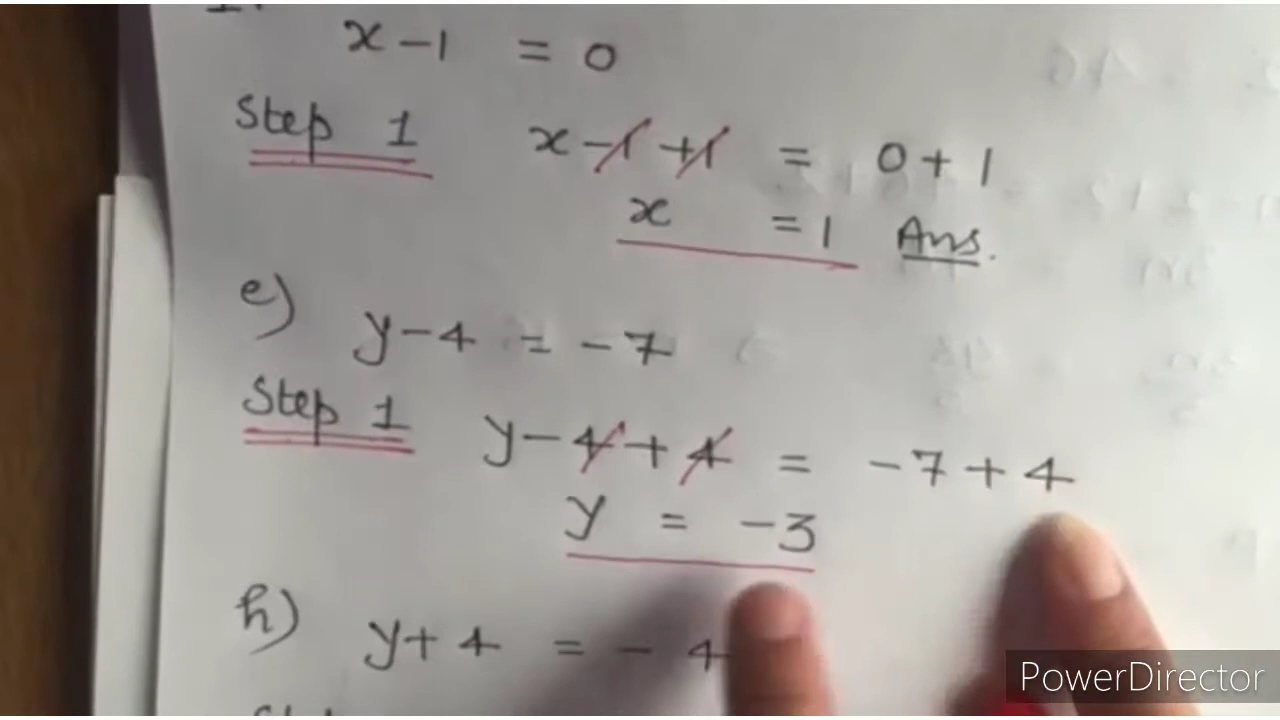 x - 1 = 0
Step 1 x - 1 + 1 = 0 + 1
x = 1 Ans.
e) y - 4 = - 7
Step 1 y - 4 + 4 = - 7 + 4
y = - 3
h) y + 4 = - 4
PowerDirector